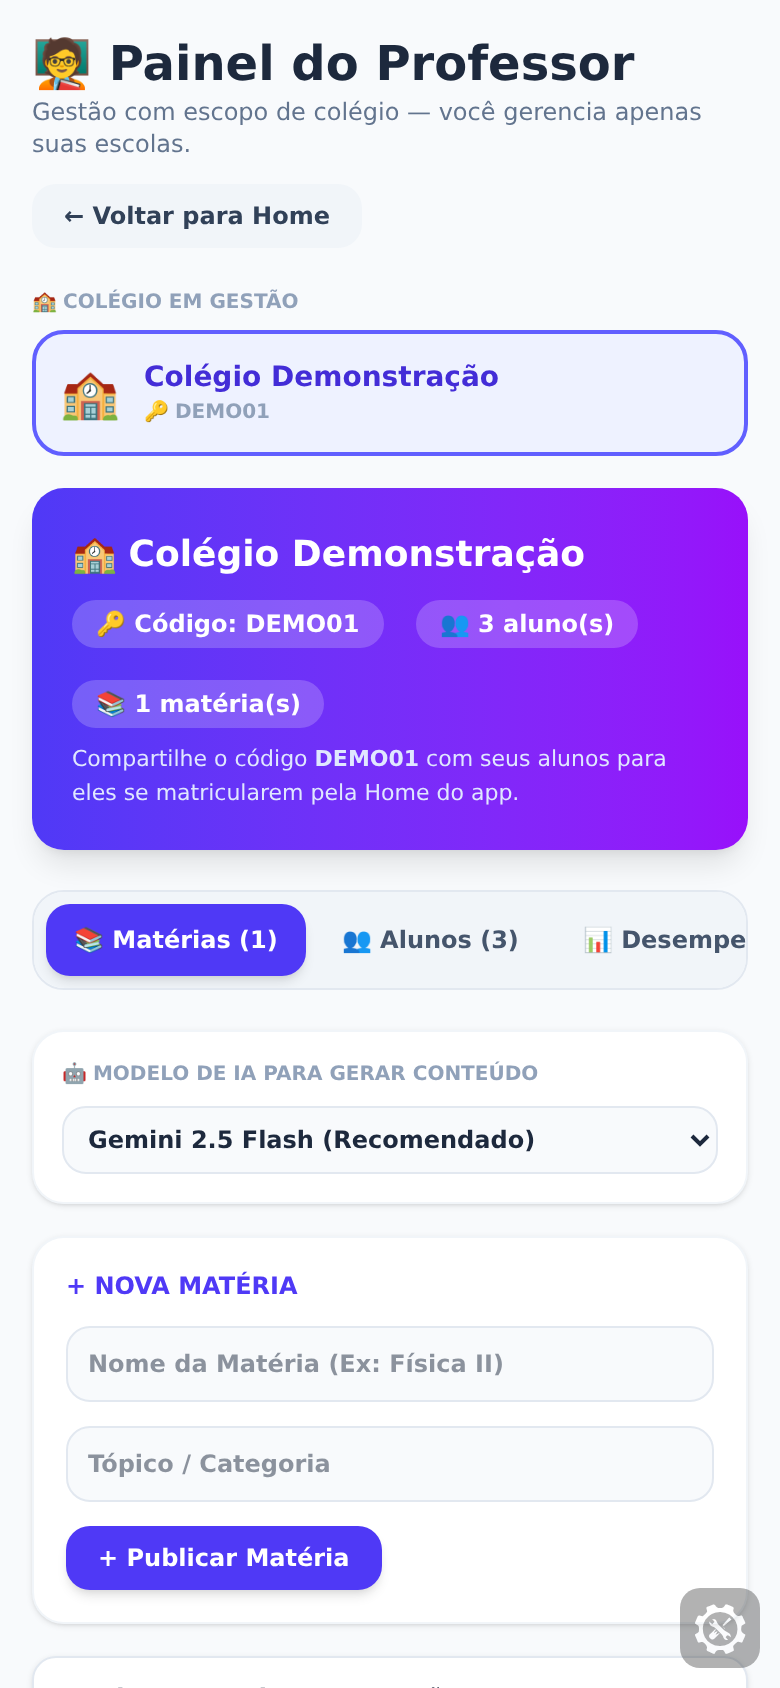 Painel do Professor
Gestão com escopo de colégio — você gerencia apenas
suas escolas.
← Voltar para Home
COLÉGIO EM GESTÃO
Colégio Demonstração
DEMO01
Colégio Demonstração
Código: DEMO01
3 aluno(s)
1 matéria(s)
Compartilhe o código DEMO01 com seus alunos para
eles se matricularem pela Home do app.
Matérias (1)
Alunos (3)
Desempe
MODELO DE IA PARA GERAR CONTEÚDO
Gemini 2.5 Flash (Recomendado)
+ NOVA MATÉRIA
Nome da Matéria (Ex: Física II)
Tópico / Categoria
+ Publicar Matéria